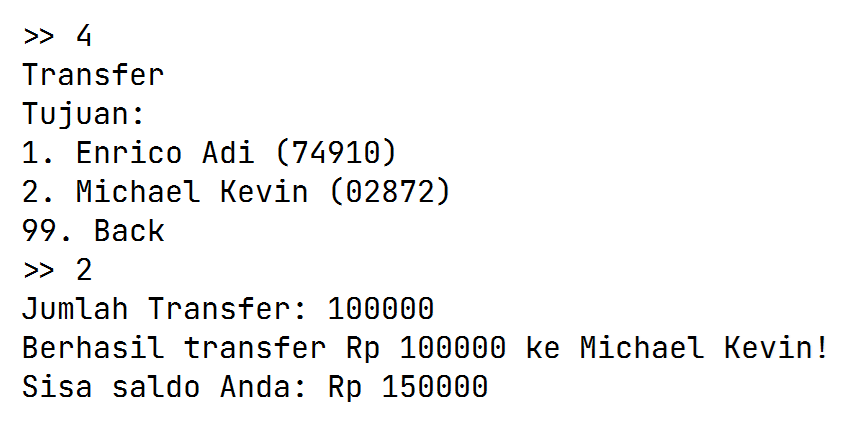 >> 4
Transfer
Tujuan:
1. Enrico Adi (74910)
2. Michael Kevin (02872)
99. Back
>> 2
Jumlah Transfer: 100000
Berhasil transfer Rp 100000 ke Michael Kevin!
Sisa saldo Anda: Rp 150000